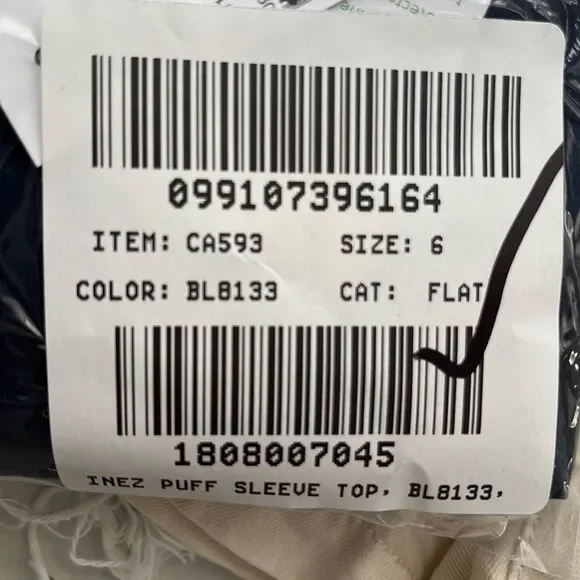 099107396164
ITEM: CA593 SIZE: 6
COLOR: BL8133 CAT: FLAT
1808007045
INEZ PUFF SLEEVE TOP, BL8133,